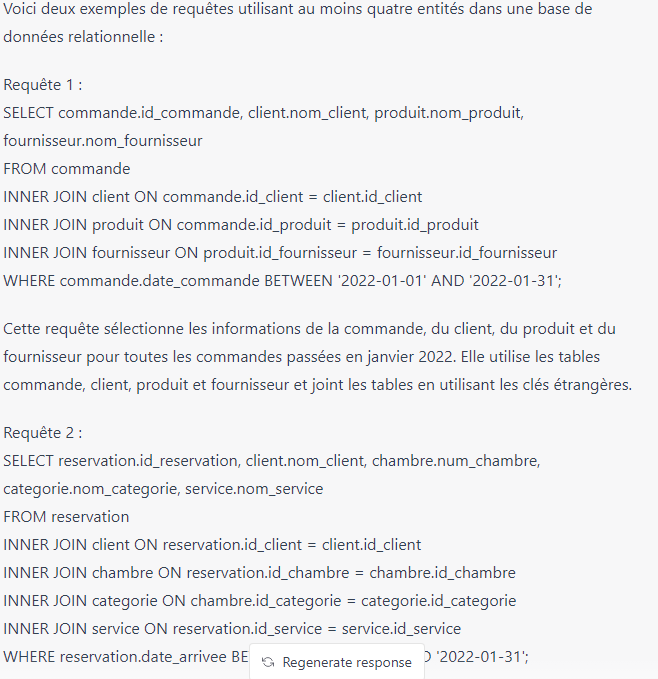 Voici deux exemples de requêtes utilisant au moins quatre entités dans une base de
données relationnelle :
Requête 1 :
SELECT commande.id_commande, client.nom_client, produit.nom_produit,
fournisseur.nom_fournisseur
FROM commande
INNER JOIN client ON commande.id_client = client.id_client
INNER JOIN produit ON commande.id_produit = produit.id_produit
INNER JOIN fournisseur ON produit.id_fournisseur = fournisseur.id_fournisseur
WHERE commande.date_commande BETWEEN '2022-01-01' AND '2022-01-31';
Cette requête sélectionne les informations de la commande, du client, du produit et du
fournisseur pour toutes les commandes passées en janvier 2022. Elle utilise les tables
commande, client, produit et fournisseur et joint les tables en utilisant les clés étrangères.
Requête 2 :
SELECT reservation.id_reservation, client.nom_client, chambre.num_chambre,
categorie.nom_categorie, service.nom_service
FROM reservation
INNER JOIN client ON reservation.id_client = client.id_client
INNER JOIN chambre ON reservation.id_chambre = chambre.id_chambre
INNER JOIN categorie ON chambre.id_categorie = categorie.id_categorie
INNER JOIN service ON reservation.id_service = service.id_service
WHERE reservation.date_arrivee '2022-01-31';
Regenerate response